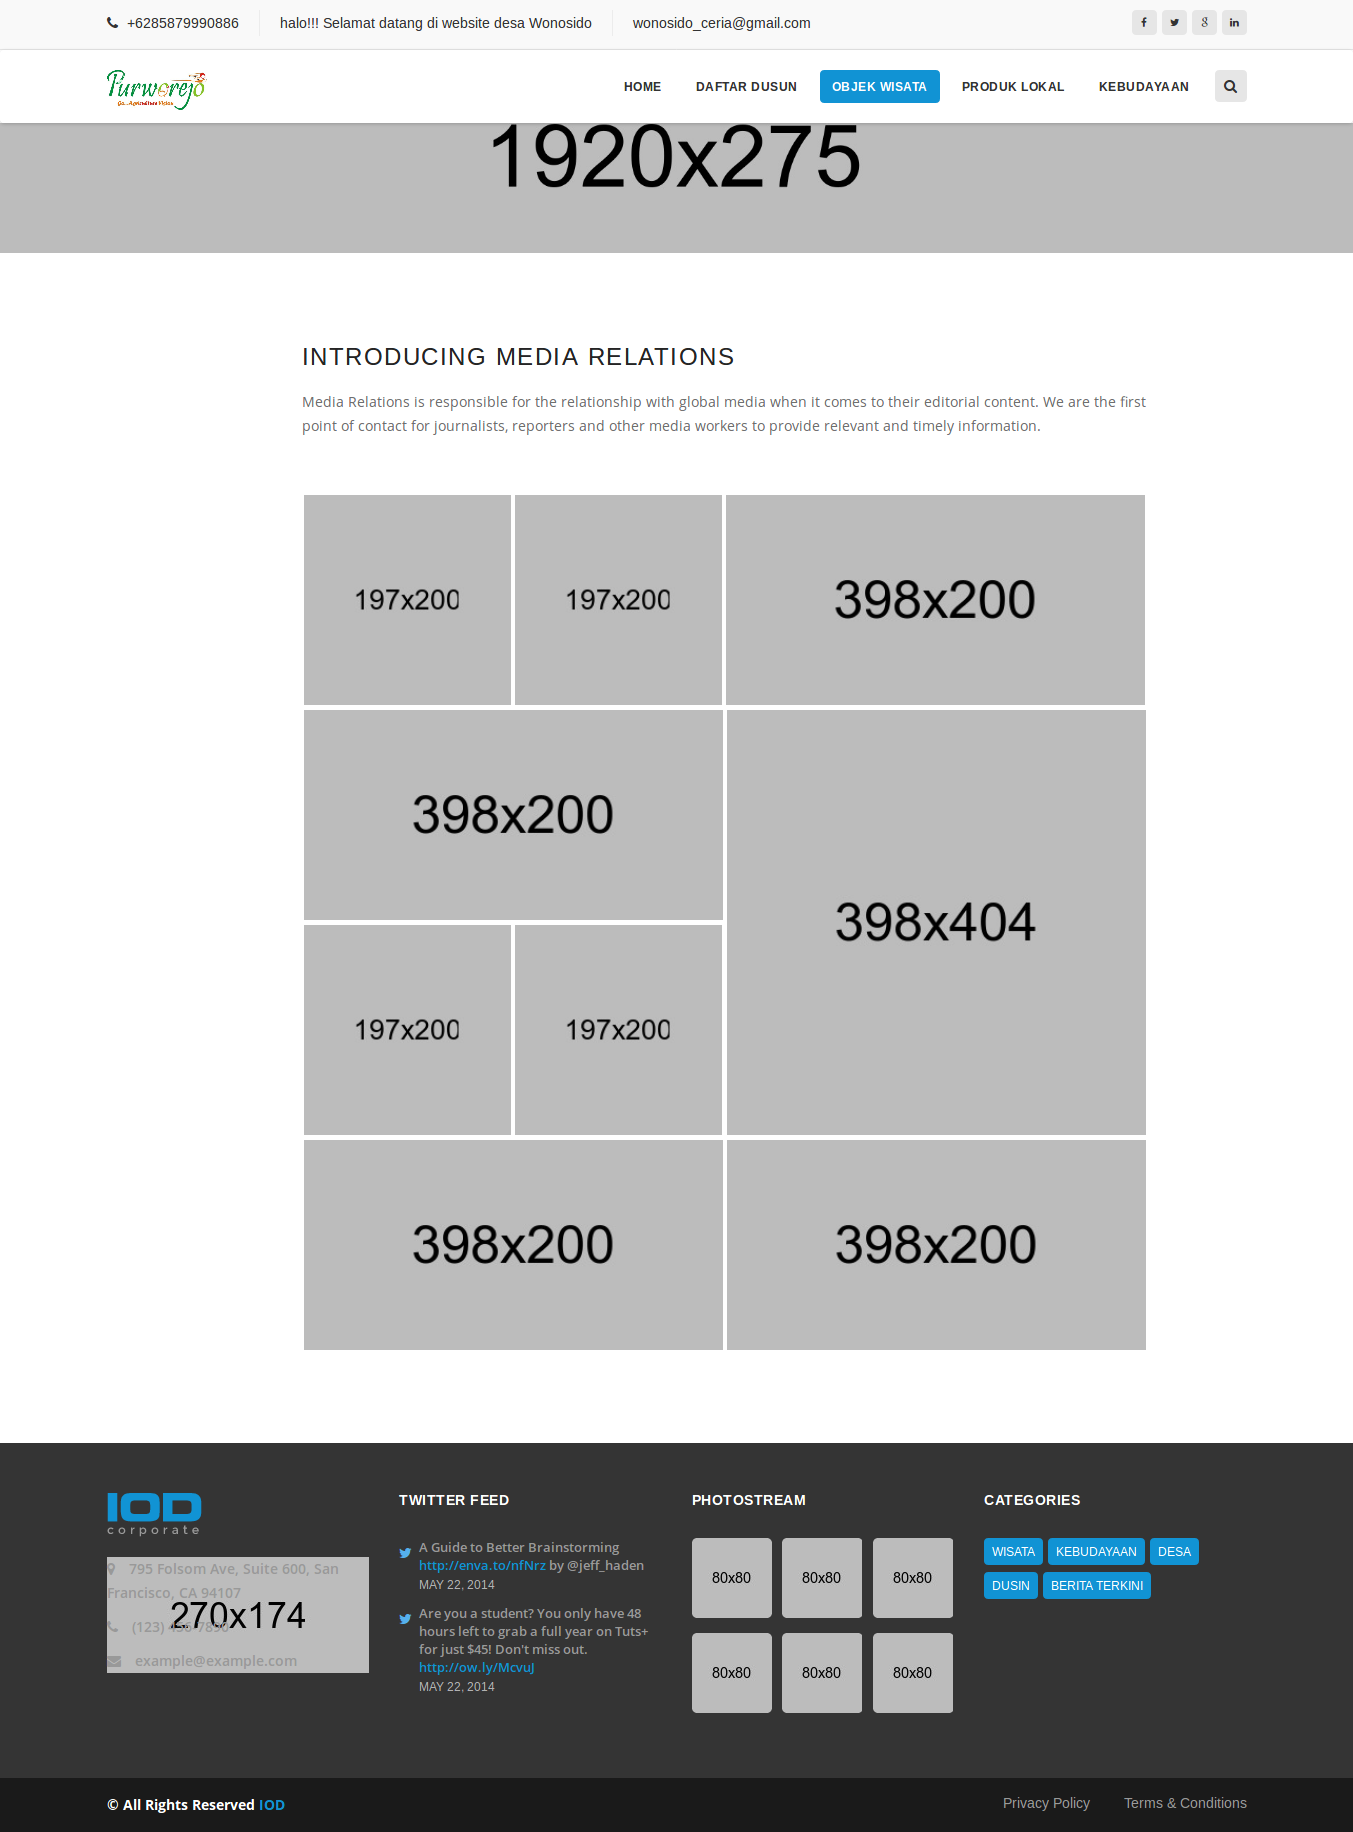 +6285879990886
halo!!! Selamat datang di website desa Wonosido
wonosido_ceria@gmail.com
Purworejo
HOME
DAFTAR DUSUN
OBJEK WISATA
PRODUK LOKAL
KEBUDAYAAN
1920x275
INTRODUCING MEDIA RELATIONS
Media Relations is responsible for the relationship with global media when it comes to their editorial content. We are the first
point of contact for journalists, reporters and other media workers to provide relevant and timely information.
197x200
197x200
398x200
398x200
398x404
197x200
197x200
398x200
398x200
IOD
corporate
795 Folsom Ave, Suite 600, San
Francisco, CA 94107
270x174
(123) 456-7890
example@example.com
TWITTER FEED
A Guide to Better Brainstorming
http://enva.to/nfNrz by @jeff_haden
MAY 22, 2014
Are you a student? You only have 48
hours left to grab a full year on Tuts+
for just $45! Don't miss out.
http://ow.ly/McvuJ
MAY 22, 2014
PHOTOSTREAM
80x80
80x80
80x80
80x80
80x80
80x80
CATEGORIES
WISATA
KEBUDAYAAN
DESA
DUSIN
BERITA TERKINI
© All Rights Reserved IOD
Privacy Policy
Terms & Conditions